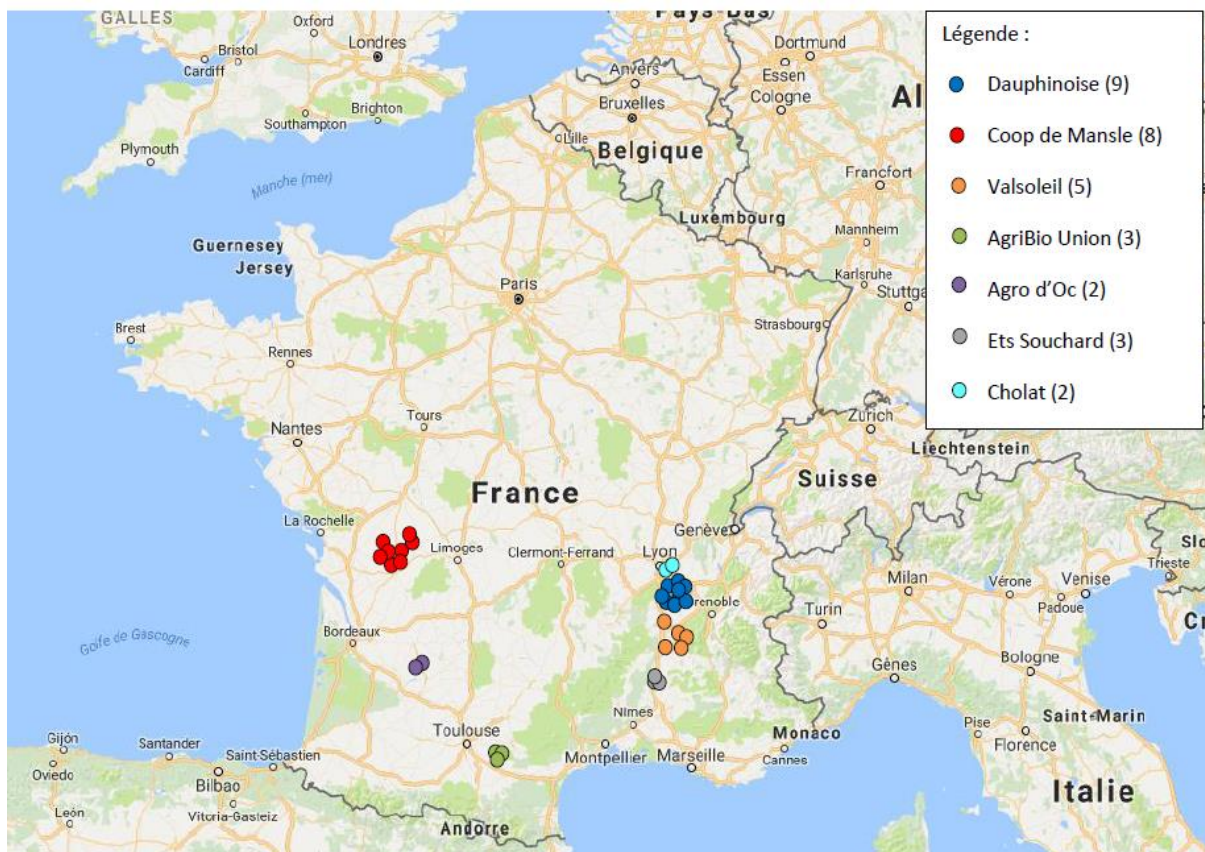 GALLES
Oxford
Londres
Bristol
Cardiff
Brighton
Southampton
Plymouth
Manche (mer)
Guernesey
Jersey
Pays-Bas
Dortmund
Anvers
Essen
Cologne
Al
Bruxelles
Lille
Belgique
Francfort
Luxembourg
Mannheim
Karlsruhe
Stuttga
Paris
Strasbourg
Brest
Rennes
Tours
Nantes
Zurich
Liechtenstein
Suisse
France
Genève
La Rochelle
Limoges
Clermont-Ferrand
Lyon
Grenoble
Milan
Vérone
Venise
Padoue
Trieste
Slo
Turin
Cr
Bordeaux
Golfe de Gascogne
Gênes
Bologne
Nîmes
Toulouse
Montpellier
Marseille
Cannes
Monaco
Pise
Florence
Saint-Marin
Gijón
Oviedo
Santander
Saint-Sébastien
Bilbao
León
Vitoria-Gasteiz
Andorre
Italie
Légende :
Dauphinoise (9)
Coop de Mansle (8)
Valsoleil (5)
AgriBio Union (3)
Agro d'Oc (2)
Ets Souchard (3)
Cholat (2)